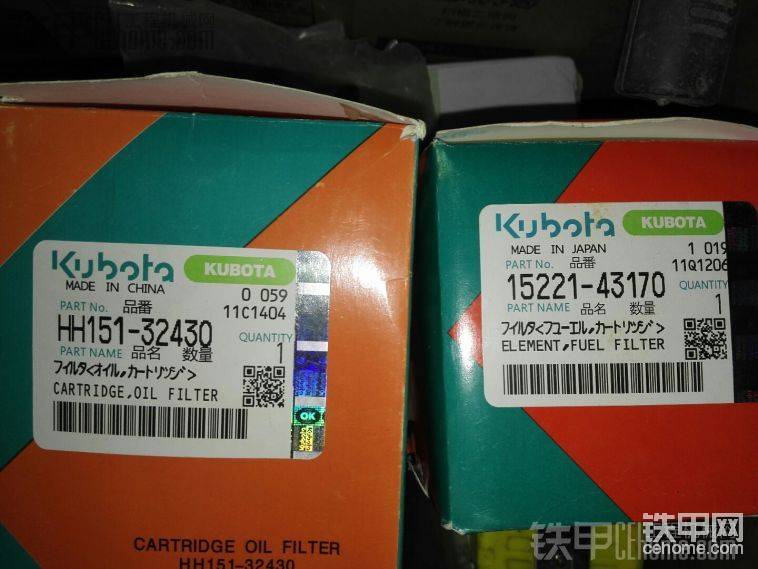 Kubota KUBOTA
MADE IN CHINA 0 059
PART No. 品番 11C1404
HH151-32430 QUANTITY
PART NAME 品名 数量 1
フィルタ<オイル,カートリッジ>
CARTRIDGE,OIL FILTER
OK
CARTRIDGE OIL FILTER
HH151-32430
Kubota KUBOTA
MADE IN JAPAN 1 019
PART No. 品番 11Q1206
15221-43170 QUANTITY
PART NAME 品名 数量 1
フィルタ<フューエル,カートリッジ>
ELEMENT,FUEL FILTER
铁甲网
cehome.com